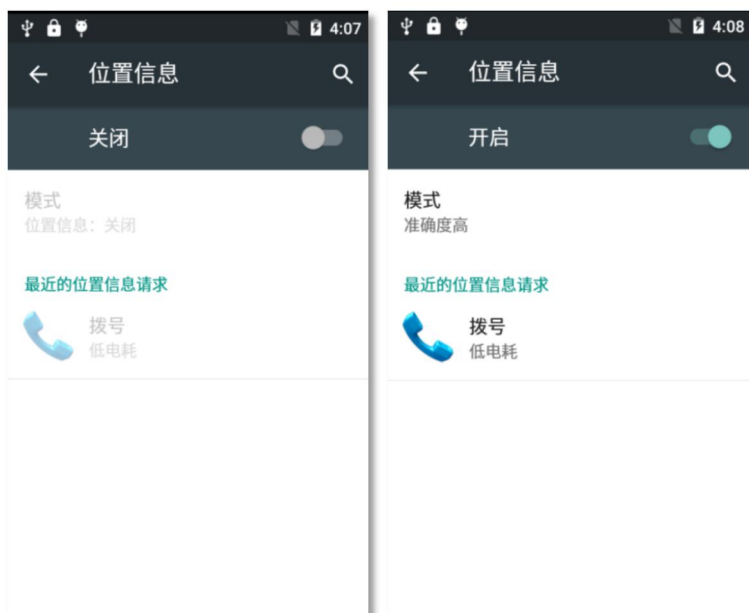 4:07
位置信息
关闭
模式
位置信息：关闭
最近的位置信息请求
拨号
低电耗
4:08
位置信息
开启
模式
准确度高
最近的位置信息请求
拨号
低电耗